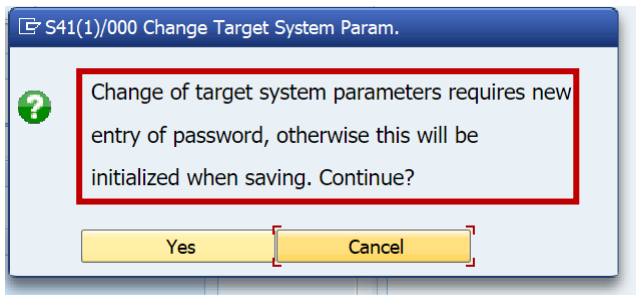 S41(1)/000 Change Target System Param.
Change of target system parameters requires new
entry of password, otherwise this will be
initialized when saving. Continue?
Yes Cancel